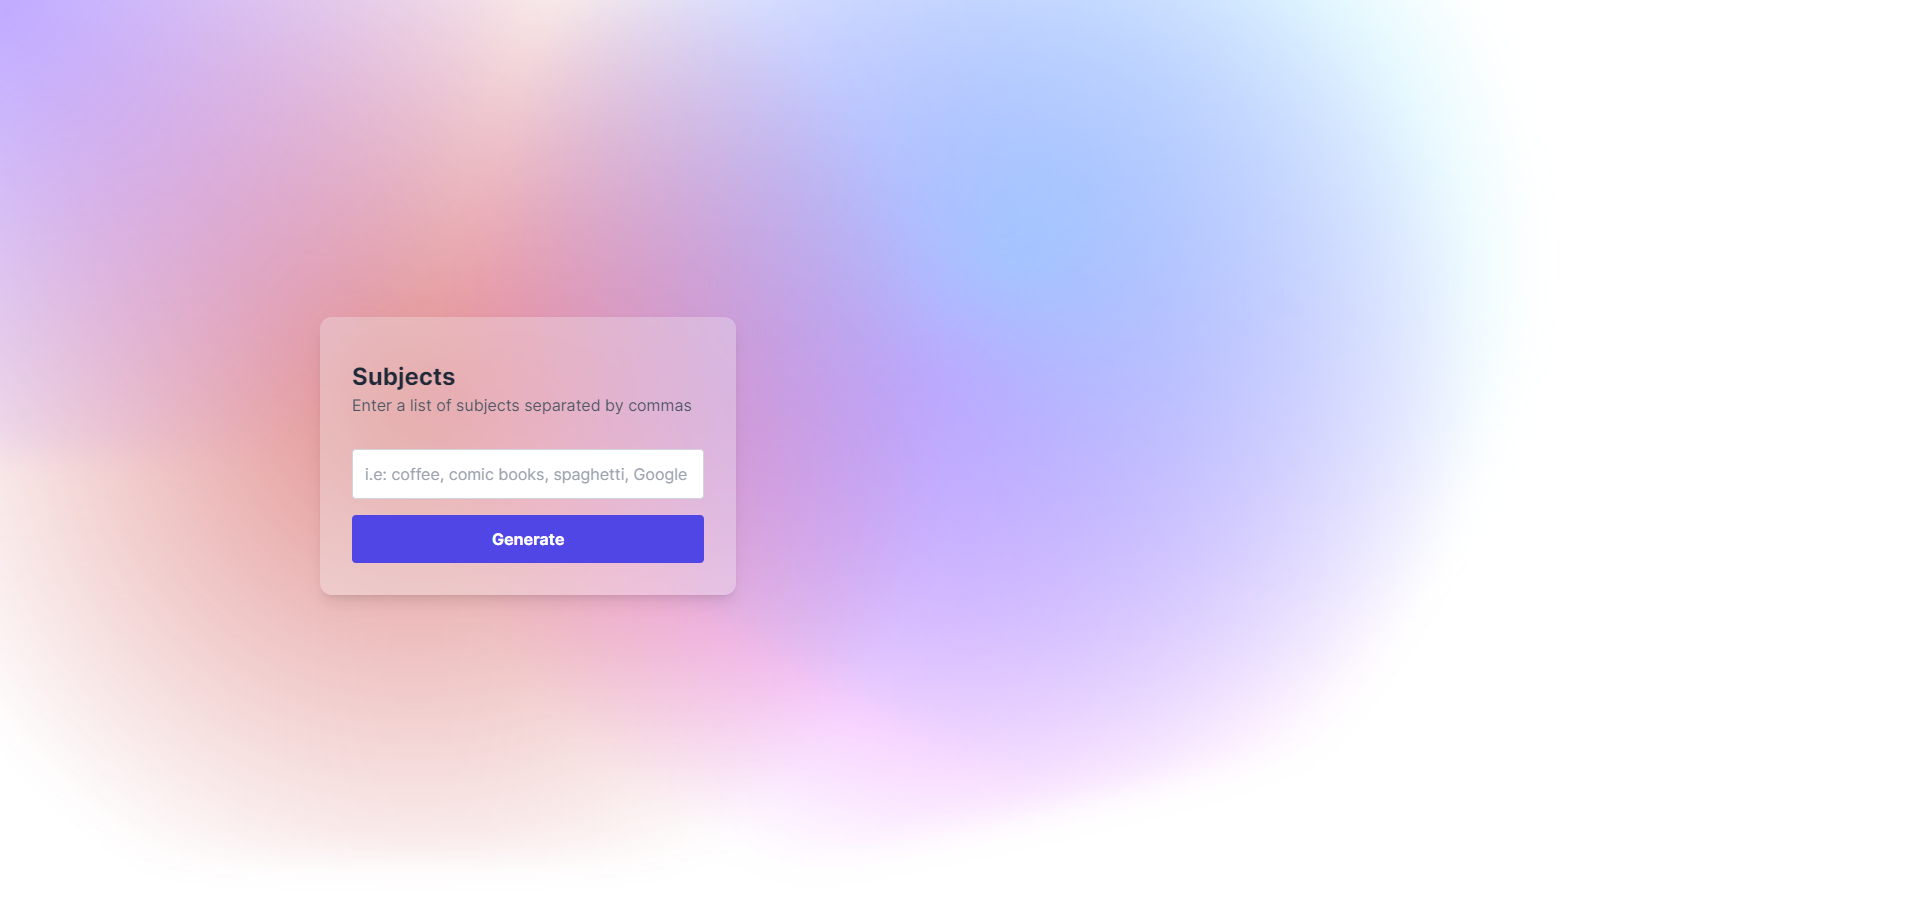 Subjects
Enter a list of subjects separated by commas
i.e: coffee, comic books, spaghetti, Google
Generate